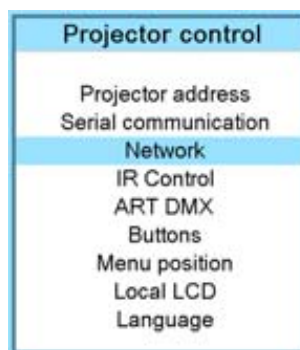 Projector control
Projector address
Serial communication
Network
IR Control
ART DMX
Buttons
Menu position
Local LCD
Language